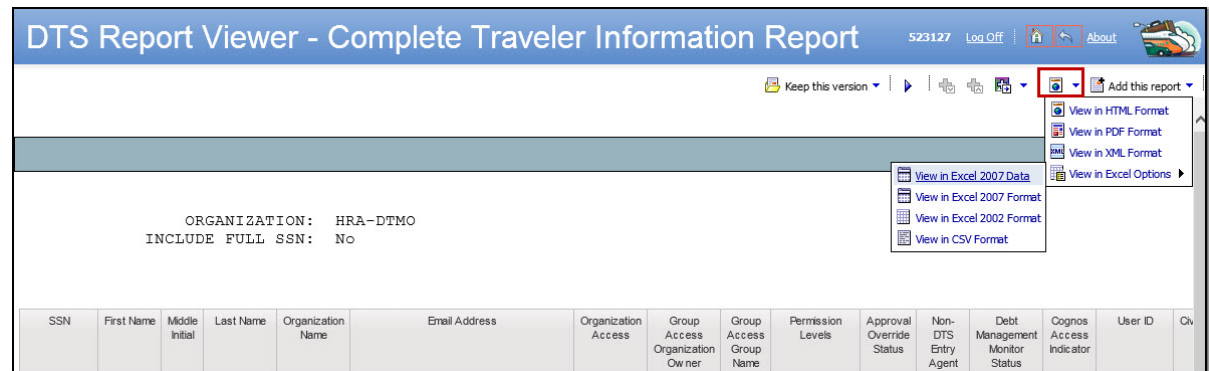 DTS Report Viewer - Complete Traveler Information Report 523127 Log Off About
Keep this version Add this report
View in HTML Format
View in PDF Format
XML View in XML Format
View in Excel Options
View in Excel 2007 Data
View in Excel 2007 Format
View in Excel 2002 Format
View in CSV Format
ORGANIZATION: HRA-DTMO
INCLUDE FULL SSN: No
SSN
First Name
Middle
Initial
Last Name
Organization
Name
Email Address
Organization
Access
Group
Access
Organization
Owner
Group
Access
Group
Name
Permission
Levels
Approval
Override
Status
Non-
DTS
Entry
Agent
Debt
Management
Monitor
Status
Cognos
Access
Indicator
User ID